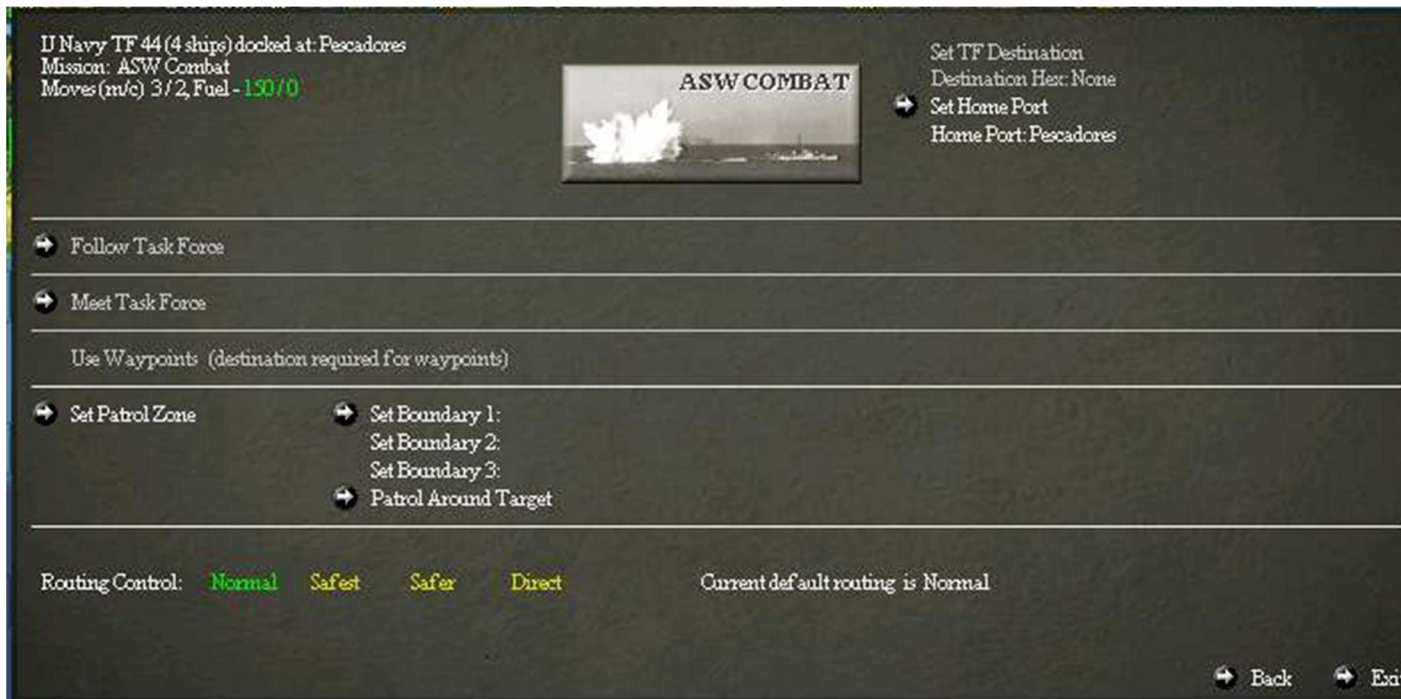 IJ Navy TF 44 (4 ships) docked at: Pescadores
Mission: ASW Combat
Moves (m/c) 3 / 2, Fuel - 150 / 0
ASW COMBAT
Set TF Destination
Destination Hex: None
Set Home Port
Home Port: Pescadores
Follow Task Force
Meet Task Force
Use Waypoints (destination required for waypoints)
Set Patrol Zone
Set Boundary 1:
Set Boundary 2:
Set Boundary 3:
Patrol Around Target
Routing Control: Normal Safest Safer Direct Current default routing is Normal
Back Exi